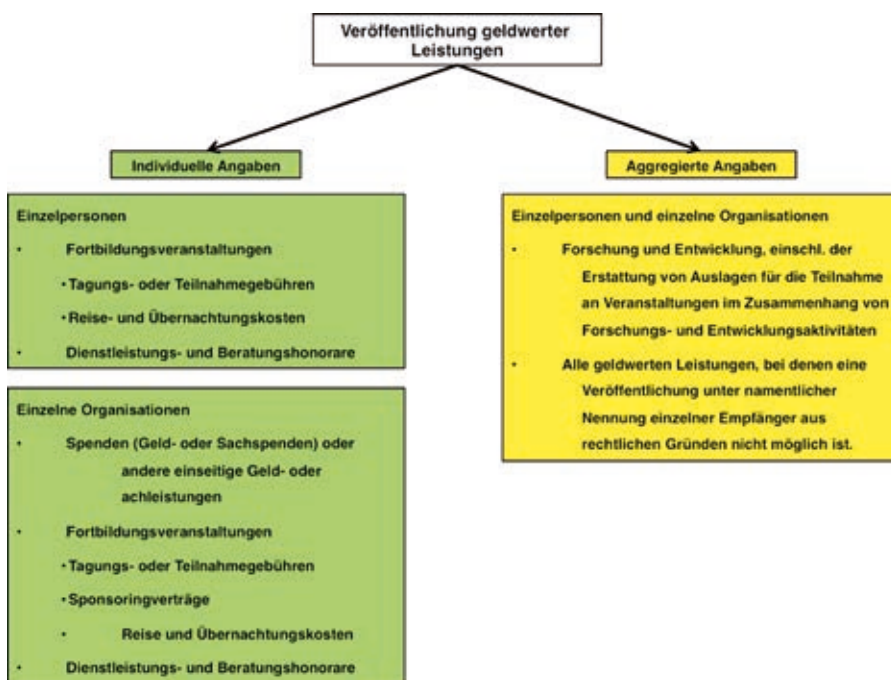 Veröffentlichung geldwerter
Leistungen
Individuelle Angaben
Einzelpersonen
• Fortbildungsveranstaltungen
• Tagungs- oder Teilnahmegebühren
• Reise- und Übernachtungskosten
• Dienstleistungs- und Beratungshonorare
Einzelne Organisationen
• Spenden (Geld- oder Sachspenden) oder
andere einseitige Geld- oder
achleistungen
• Fortbildungsveranstaltungen
• Tagungs- oder Teilnahmegebühren
• Sponsoringverträge
• Reise und Übernachtungskosten
• Dienstleistungs- und Beratungshonorare
Aggregierte Angaben
Einzelpersonen und einzelne Organisationen
• Forschung und Entwicklung, einschl. der
Erstattung von Auslagen für die Teilnahme
an Veranstaltungen im Zusammenhang von
Forschungs- und Entwicklungsaktivitäten
• Alle geldwerten Leistungen, bei denen eine
Veröffentlichung unter namentlicher
Nennung einzelner Empfänger aus
rechtlichen Gründen nicht möglich ist.